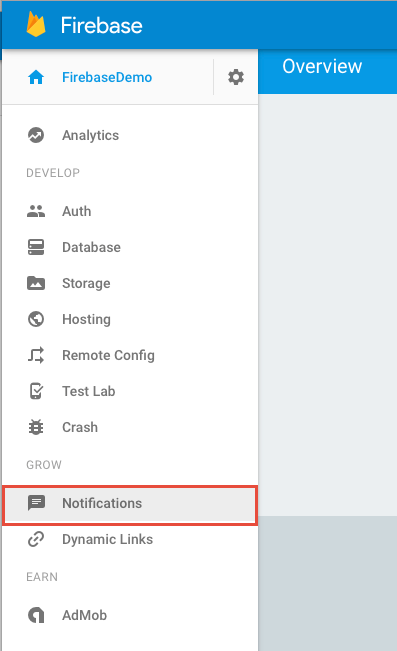 Firebase
FirebaseDemo
Overview
Analytics
DEVELOP
Auth
Database
Storage
Hosting
Remote Config
Test Lab
Crash
GROW
Notifications
Dynamic Links
EARN
AdMob